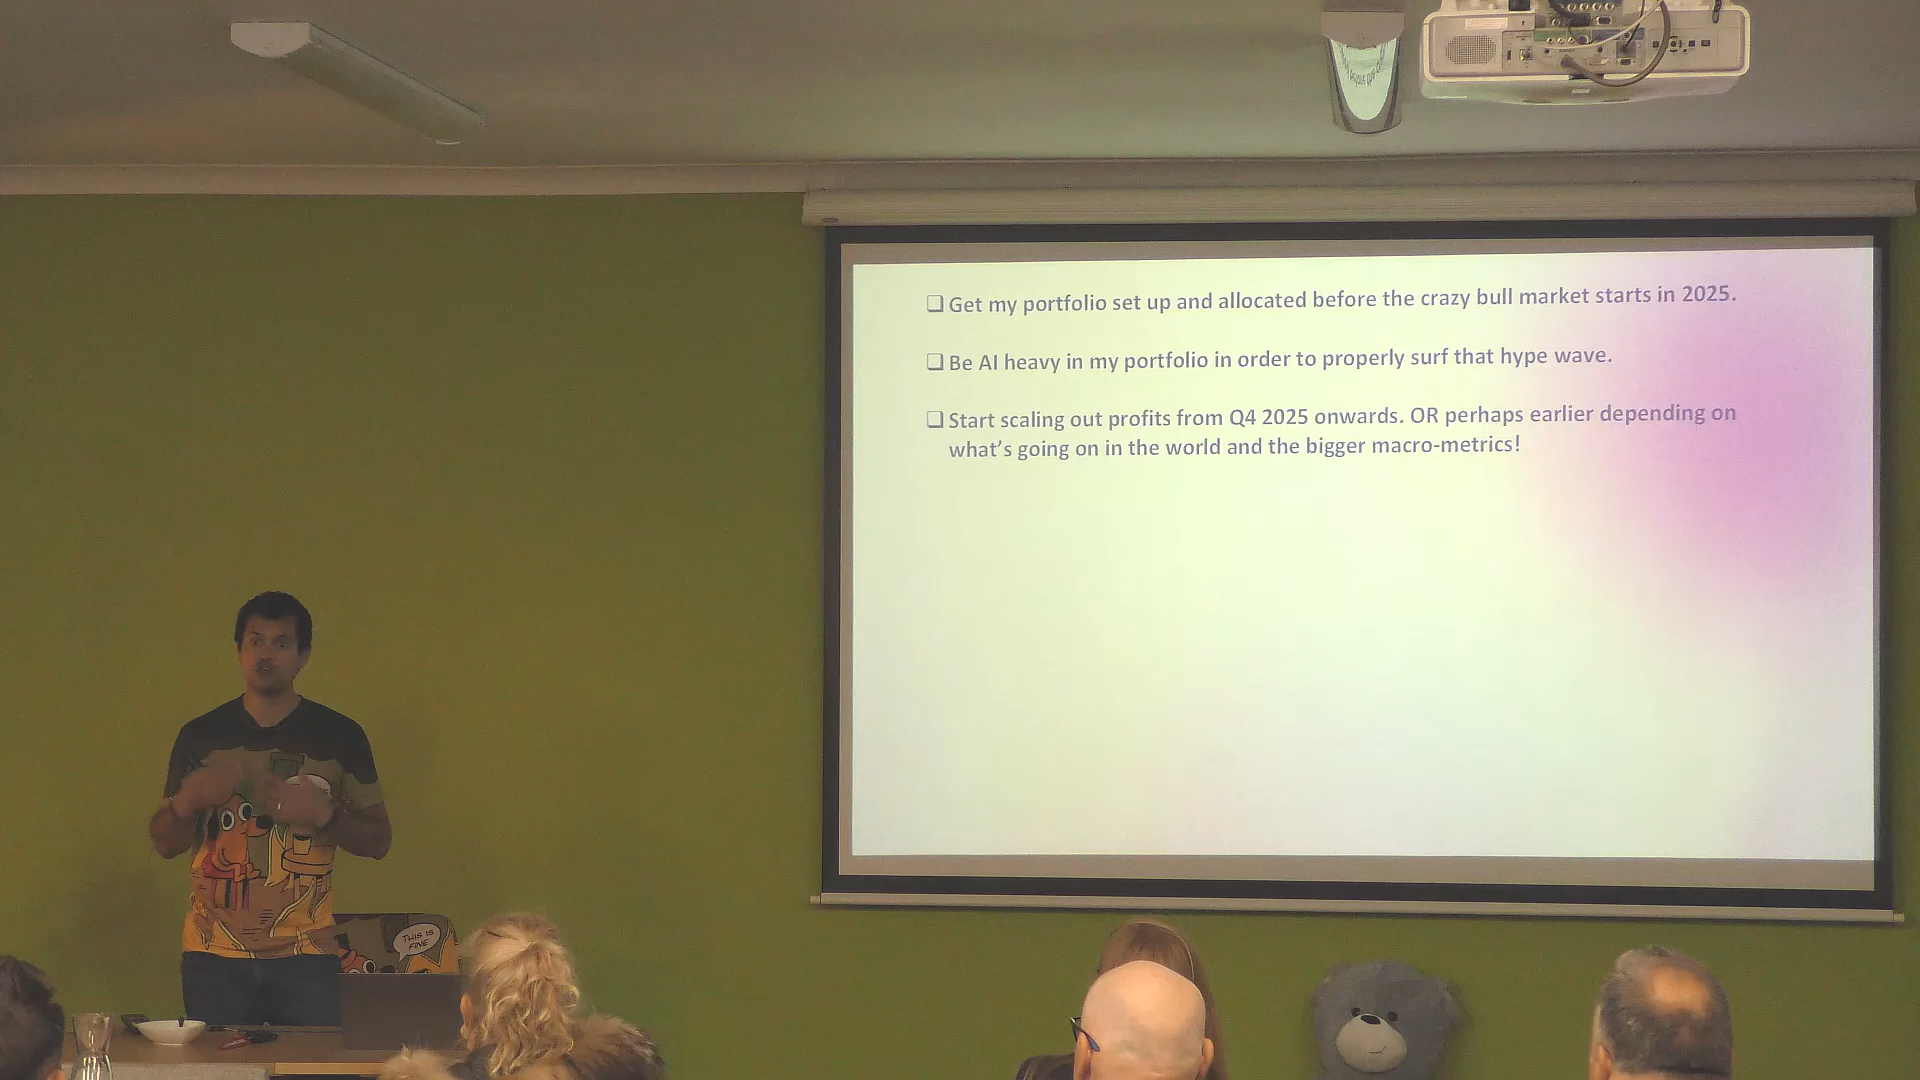 ❑ Get my portfolio set up and allocated before the crazy bull market starts in 2025.
❑ Be AI heavy in my portfolio in order to properly surf that hype wave.
❑ Start scaling out profits from Q4 2025 onwards. OR perhaps earlier depending on
what's going on in the world and the bigger macro-metrics!
THIS IS
FINE